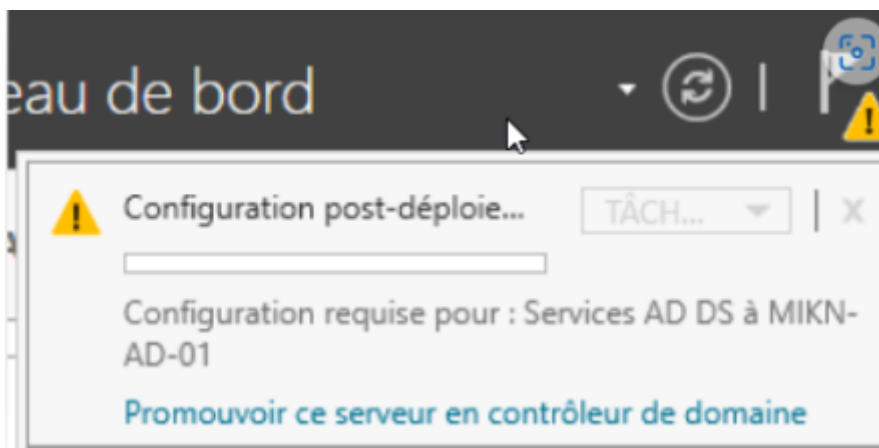 eau de bord
Configuration post-déploie...
TÂCH...
X
Configuration requise pour : Services AD DS à MIKN-
AD-01
Promouvoir ce serveur en contrôleur de domaine